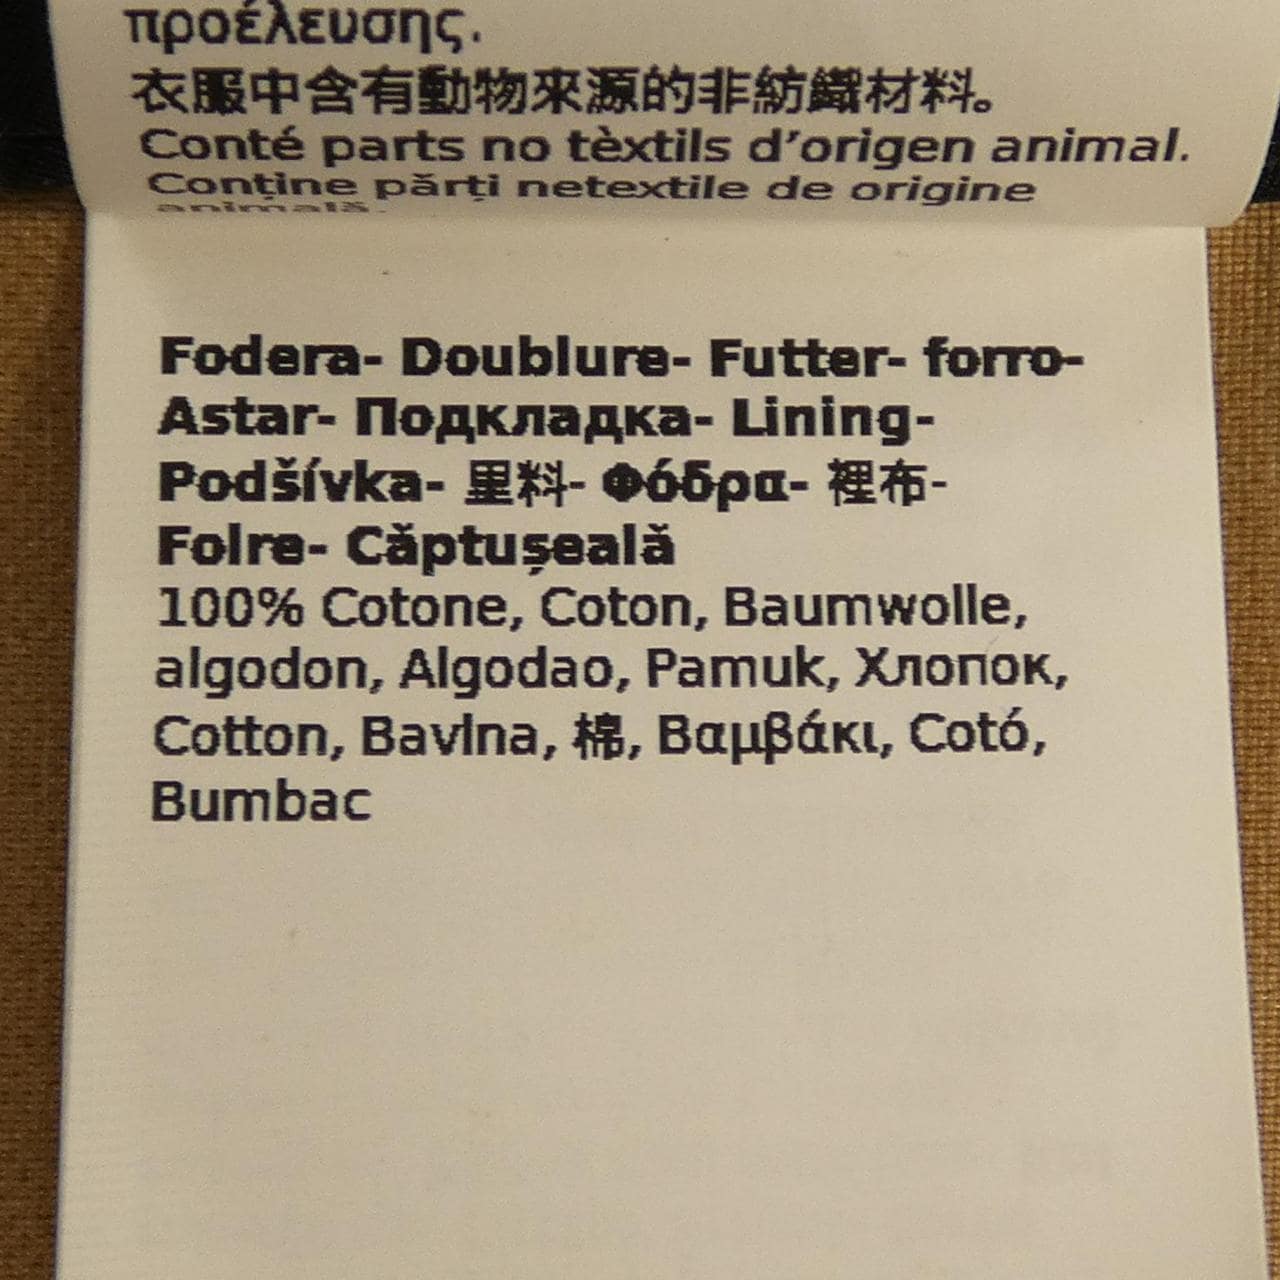 προέλευσης.
衣服中含有動物來源的非紡織材料。
Conté parts no tèxtils d’origen animal.
Conține părți netextile de origine
animală.
Fodera- Doublure- Futter- forro-
Astar- Подкладка- Lining-
Podšívka- 里料- Φόδρα- 裡布-
Folre- Căptușeală
100% Cotone, Coton, Baumwolle,
algodon, Algodao, Pamuk, Хлопок,
Cotton, Bavlna, 棉, Βαμβάκι, Cotó,
Bumbac